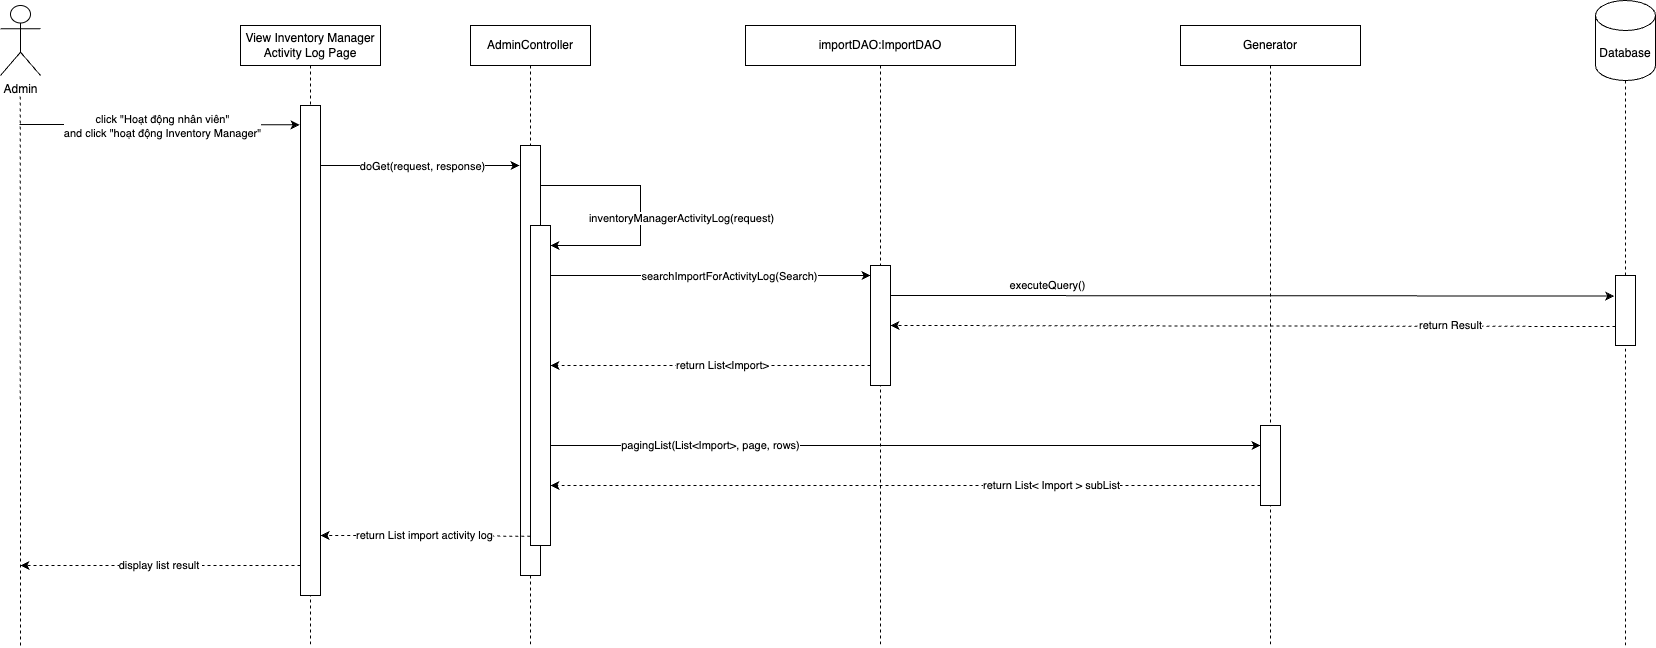 Admin
View Inventory Manager
Activity Log Page
AdminController
importDAO:ImportDAO
Generator
Database
click "Hoạt động nhân viên"
and click "hoạt động Inventory Manager"
doGet(request, response)
inventoryManagerActivityLog(request)
searchImportForActivityLog(Search)
executeQuery()
return Result
return List<Import>
pagingList(List<Import>, page, rows)
return List< Import > subList
return List import activity log
display list result